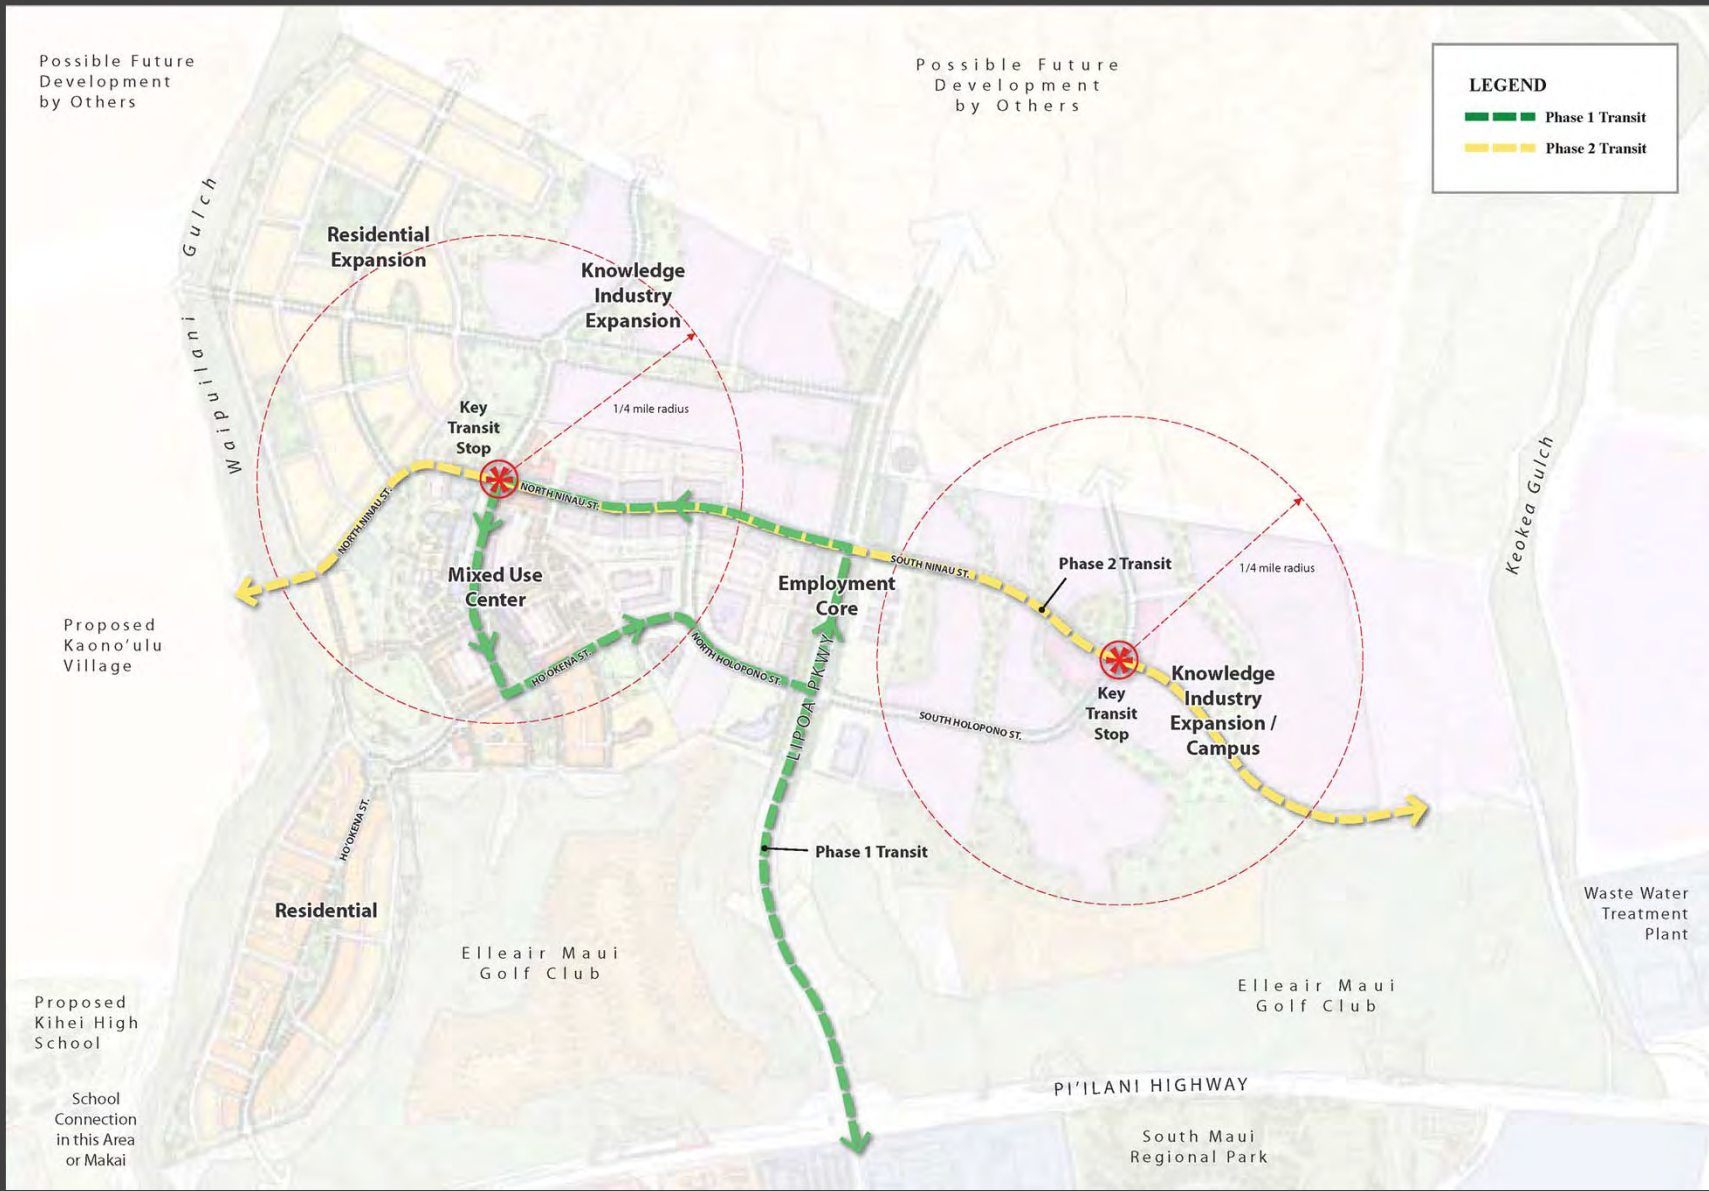 Possible Future
Development
by Others
Possible Future
Development
by Others
LEGEND
Phase 1 Transit
Phase 2 Transit
Waipuilani Gulch
Residential
Expansion
Knowledge
Industry
Expansion
Key
Transit
Stop
1/4 mile radius
NORTH NINAU ST.
NORTH NINAU ST.
Mixed Use
Center
Employment
Core
SOUTH NINAU ST.
Phase 2 Transit
1/4 mile radius
Keokea Gulch
Proposed
Kaono'ulu
Village
HO'OKENA ST.
NORTH HOLOPONO ST.
LIPOA PKWY
SOUTH HOLOPONO ST.
Key
Transit
Stop
Knowledge
Industry
Expansion /
Campus
HO'OKENA ST.
Phase 1 Transit
Residential
Elleair Maui
Golf Club
Waste Water
Treatment
Plant
Elleair Maui
Golf Club
Proposed
Kihei High
School
School
Connection
in this Area
or Makai
PI'ILANI HIGHWAY
South Maui
Regional Park